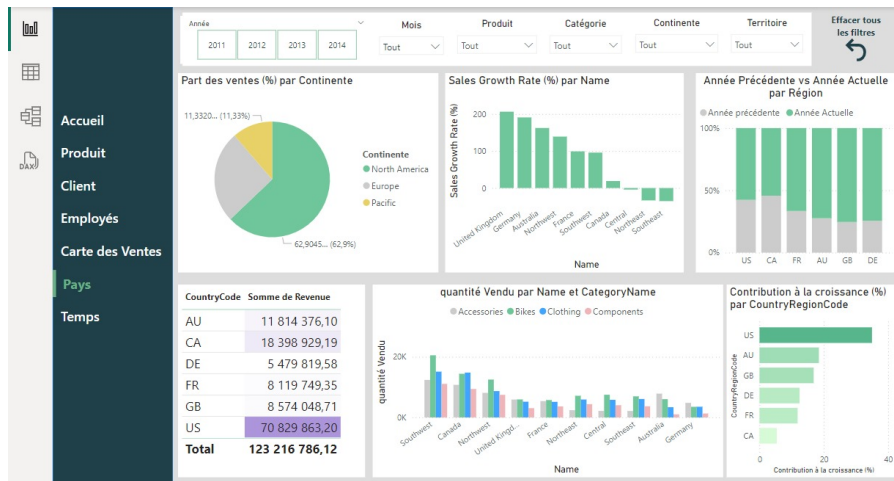 Année
2011 2012 2013 2014
Mois
Tout
Produit
Tout
Catégorie
Tout
Continente
Tout
Territoire
Tout
Effacer tous
les filtres
DAX
Accueil
Produit
Client
Employés
Carte des Ventes
Pays
Temps
Part des ventes (%) par Continente
11,3320... (11,33%)
62,9045... (62,9%)
Continente
North America
Europe
Pacific
Sales Growth Rate (%) par Name
Sales Growth Rate (%)
200
100
0
United Kingdom
Germany
Australia
Northwest
France
Southwest
Canada
Central
Northeast
Southeast
Name
Année Précédente vs Année Actuelle
par Région
Année précédente Année Actuelle
100%
50%
0%
US CA FR AU GB DE
CountryCode Somme de Revenue
AU 11 814 376,10
CA 18 398 929,19
DE 5 479 819,58
FR 8 119 749,35
GB 8 574 048,71
US 70 829 863,20
Total 123 216 786,12
quantité Vendu par Name et CategoryName
Accessories Bikes Clothing Components
quantité Vendu
20K
0K
Southwest
Canada
Northwest
United Kingd...
France
Northeast
Central
Southeast
Australia
Germany
Name
Contribution à la croissance (%)
par CountryRegionCode
CountryRegionCode
US
AU
GB
DE
FR
CA
0 20 40
Contribution à la croissance (%)